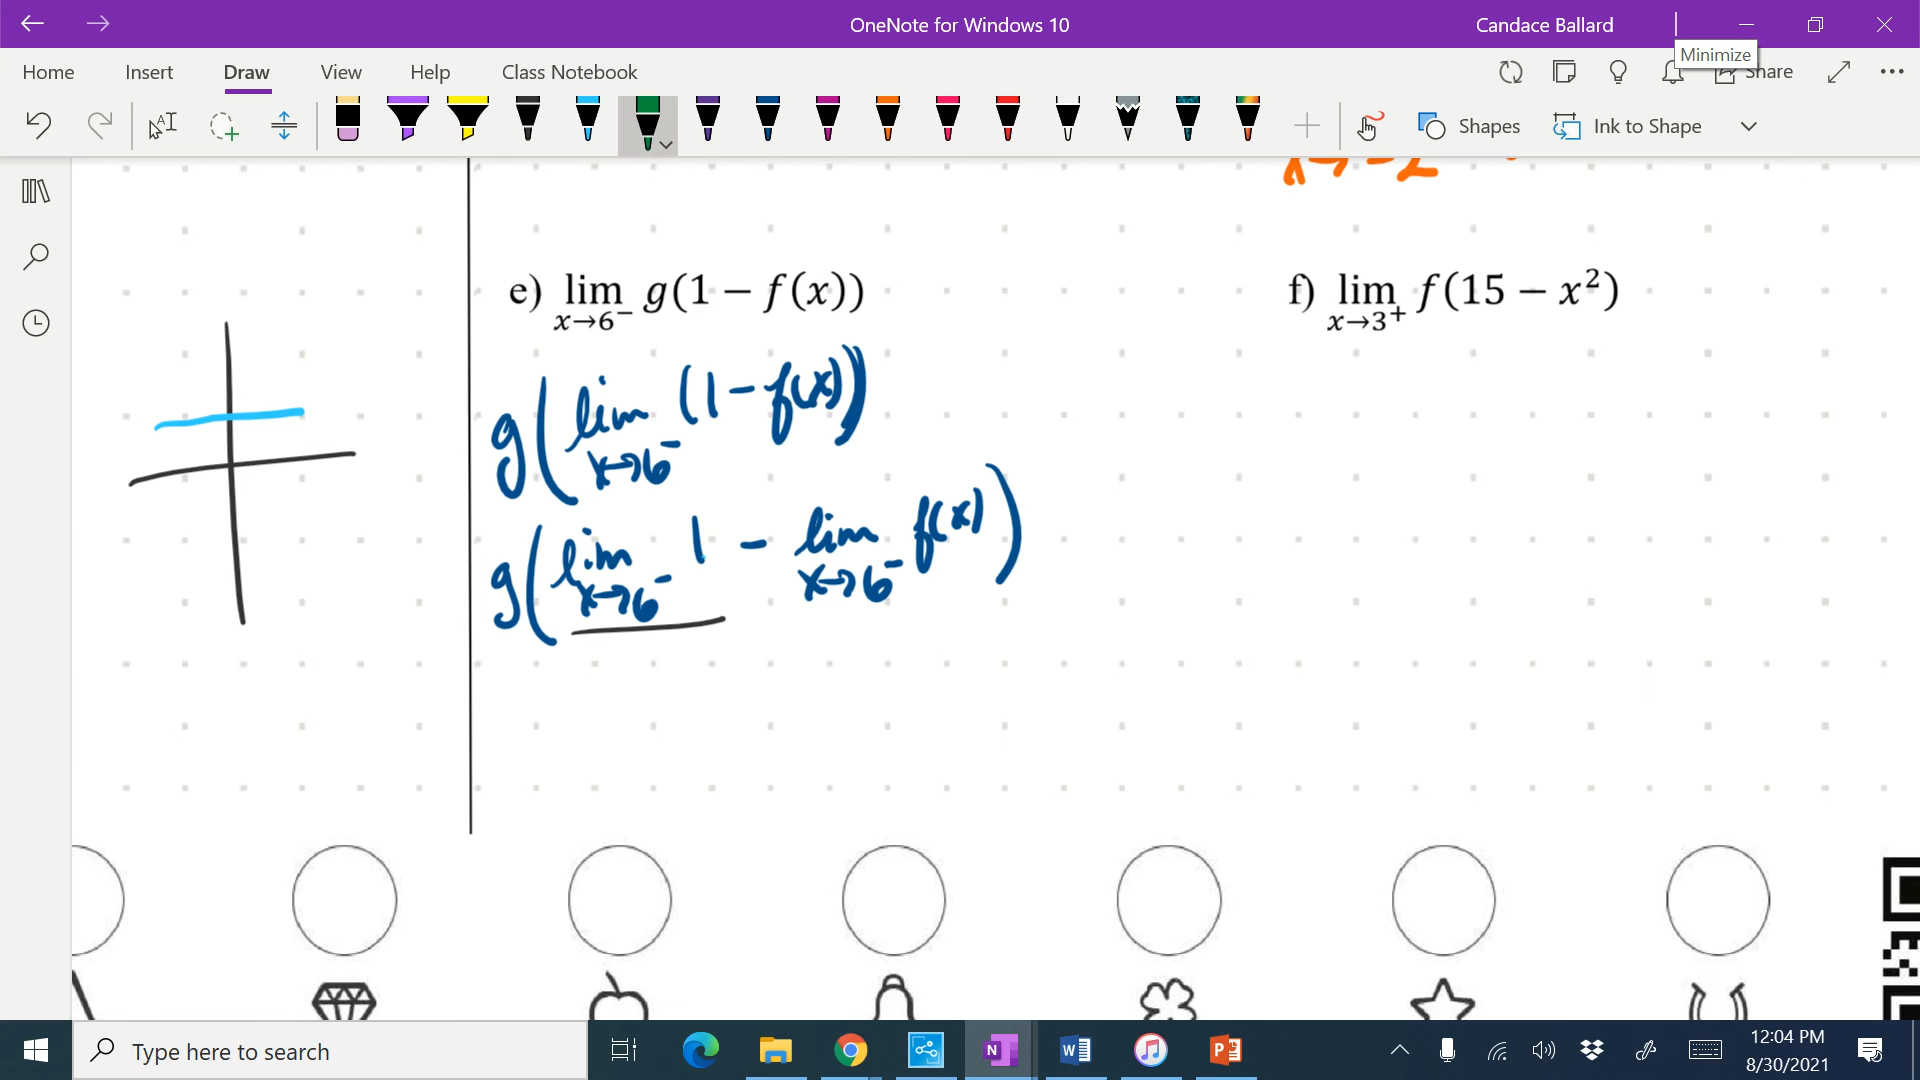 OneNote for Windows 10
Candace Ballard
Minimize
Home Insert Draw View Help Class Notebook
Share
Shapes
Ink to Shape
x→-2
e) lim x→6⁻ g(1 − f(x))
f) lim x→3⁺ f(15 − x²)
g(lim x→6⁻ (1 - f(x)))
g(lim x→6⁻ 1 - lim x→6⁻ f(x))
Type here to search
12:04 PM
8/30/2021